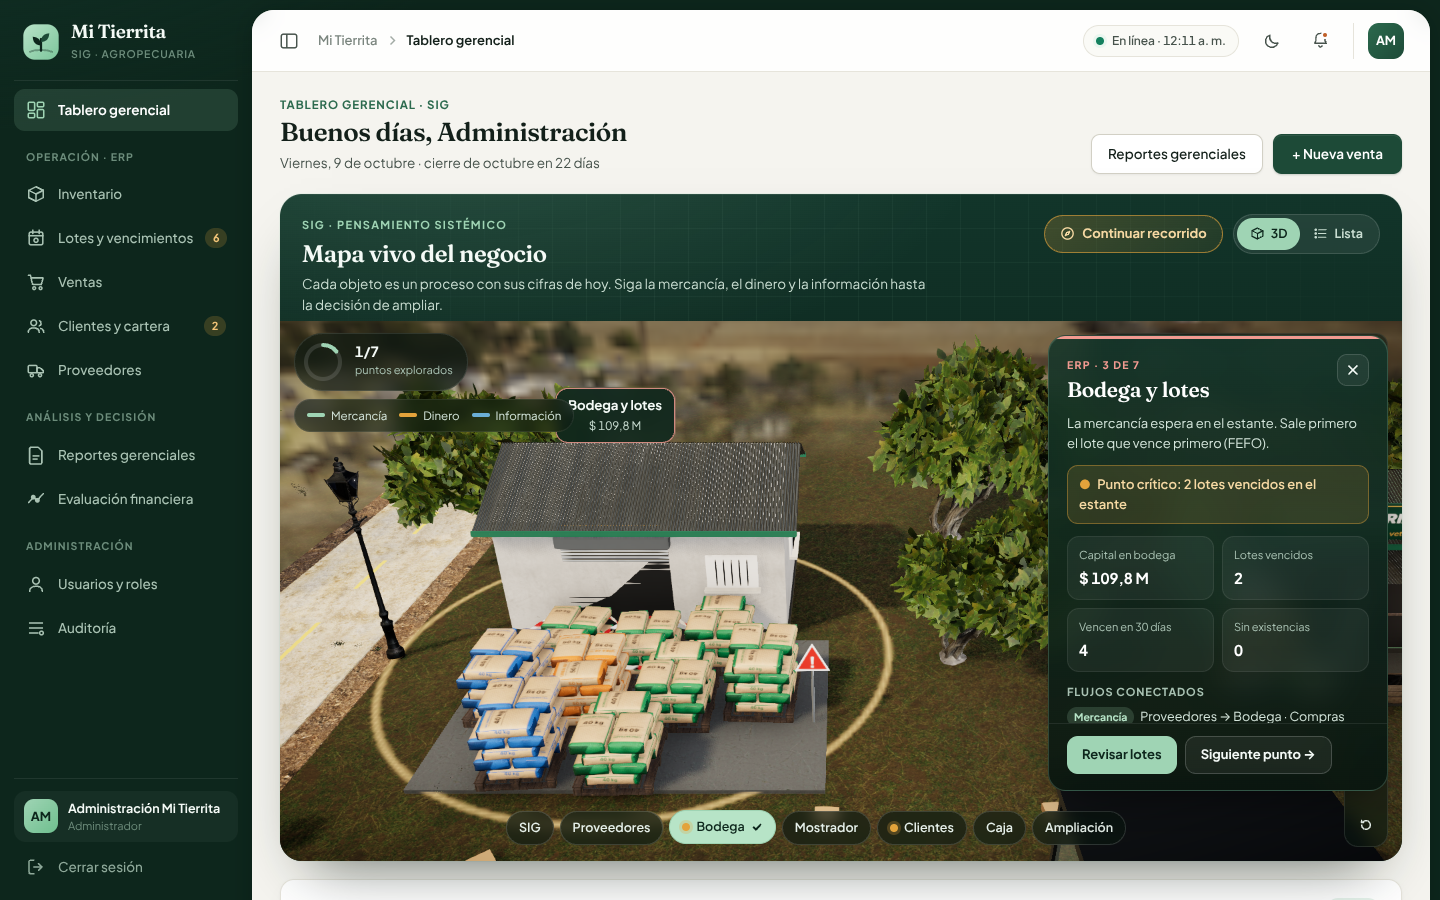 Mi Tierrita
SIG · AGROPECUARIA
Tablero gerencial
OPERACIÓN · ERP
Inventario
Lotes y vencimientos 6
Ventas
Clientes y cartera 2
Proveedores
ANÁLISIS Y DECISIÓN
Reportes gerenciales
Evaluación financiera
ADMINISTRACIÓN
Usuarios y roles
Auditoría
AM
Administración Mi Tierrita
Administrador
Cerrar sesión
Mi Tierrita > Tablero gerencial
En línea · 12:11 a. m.
AM
TABLERO GERENCIAL · SIG
Buenos días, Administración
Viernes, 9 de octubre · cierre de octubre en 22 días
Reportes gerenciales
+ Nueva venta
SIG · PENSAMIENTO SISTÉMICO
Mapa vivo del negocio
Cada objeto es un proceso con sus cifras de hoy. Siga la mercancía, el dinero y la información hasta
la decisión de ampliar.
Continuar recorrido
3D
Lista
1/7
puntos explorados
Mercancía
Dinero
Información
Bodega y lotes
$ 109,8 M
ERP · 3 DE 7
Bodega y lotes
La mercancía espera en el estante. Sale primero
el lote que vence primero (FEFO).
Punto crítico: 2 lotes vencidos en el
estante
Capital en bodega
$ 109,8 M
Lotes vencidos
2
Vencen en 30 días
4
Sin existencias
0
FLUJOS CONECTADOS
Mercancía Proveedores → Bodega · Compras
Revisar lotes
Siguiente punto →
SIG
Proveedores
Bodega ✓
Mostrador
Clientes
Caja
Ampliación